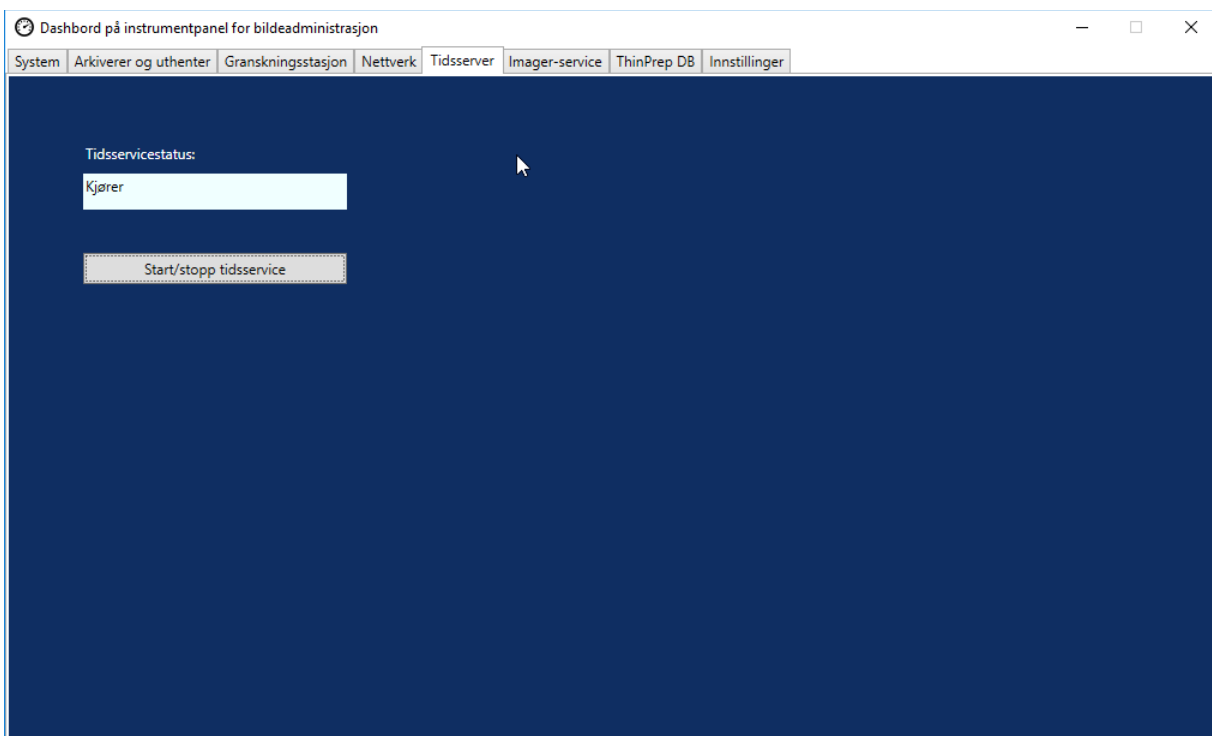 Dashbord på instrumentpanel for bildeadministrasjon
System Arkiverer og uthenter Granskningsstasjon Nettverk Tidsserver Imager-service ThinPrep DB Innstillinger
Tidsservicestatus:
Kjører
Start/stopp tidsservice